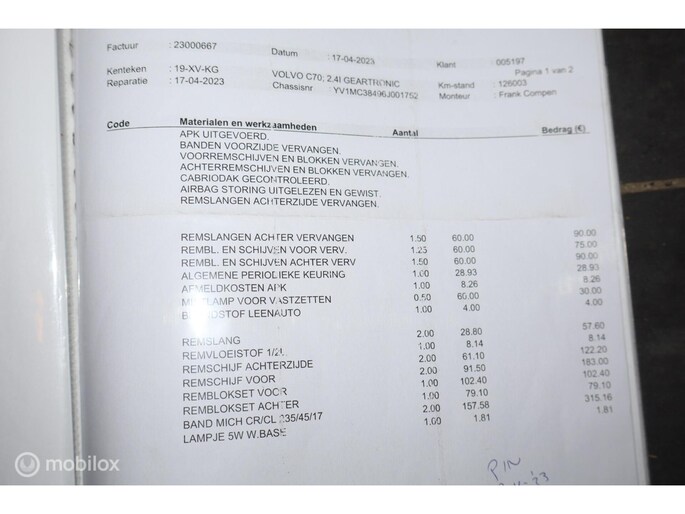 Factuur : 23000667 Datum : 17-04-2023 Klant : 005197
Pagina 1 van 2
Kenteken : 19-XV-KG VOLVO C70; 2.4I GEARTRONIC Km-stand : 126003
Reparatie : 17-04-2023 Chassisnr YV1MC38496J001752 Monteur : Frank Compen
Code Materialen en werkzaamheden Aantal Bedrag (€)
APK UITGEVOERD.
BANDEN VOORZIJDE VERVANGEN.
VOORREMSCHIJVEN EN BLOKKEN VERVANGEN.
ACHTERREMSCHIJVEN EN BLOKKEN VERVANGEN.
CABRIODAK GECONTROLEERD.
AIRBAG STORING UITGELEZEN EN GEWIST.
REMSLANGEN ACHTERZIJDE VERVANGEN.
REMSLANGEN ACHTER VERVANGEN 1.50 60.00 90.00
REMBL. EN SCHIJVEN VOOR VERV. 1.25 60.00 75.00
REMBL. EN SCHIJVEN ACHTER VERV 1.50 60.00 90.00
ALGEMENE PERIODIEKE KEURING 1.00 28.93 28.93
AFMELDKOSTEN APK 1.00 8.26 8.26
VOOR VASTZETTEN 0.50 60.00 30.00
LEENAUTO 1.00 4.00 4.00
REMSLANG 2.00 28.80 57.60
REMVLOEISTOF 1/2L. 1.00 8.14 8.14
REMSCHIJF ACHTERZIJDE 2.00 61.10 122.20
REMSCHIJF VOOR 2.00 91.50 183.00
REMBLOKSET VOOR 1.00 102.40 102.40
REMBLOKSET ACHTER 1.00 79.10 79.10
BAND MICH CR/CL 235/45/17 2.00 157.58 315.16
LAMPJE 5W W.BASE 1.00 1.81 1.81
PIN
mobilox